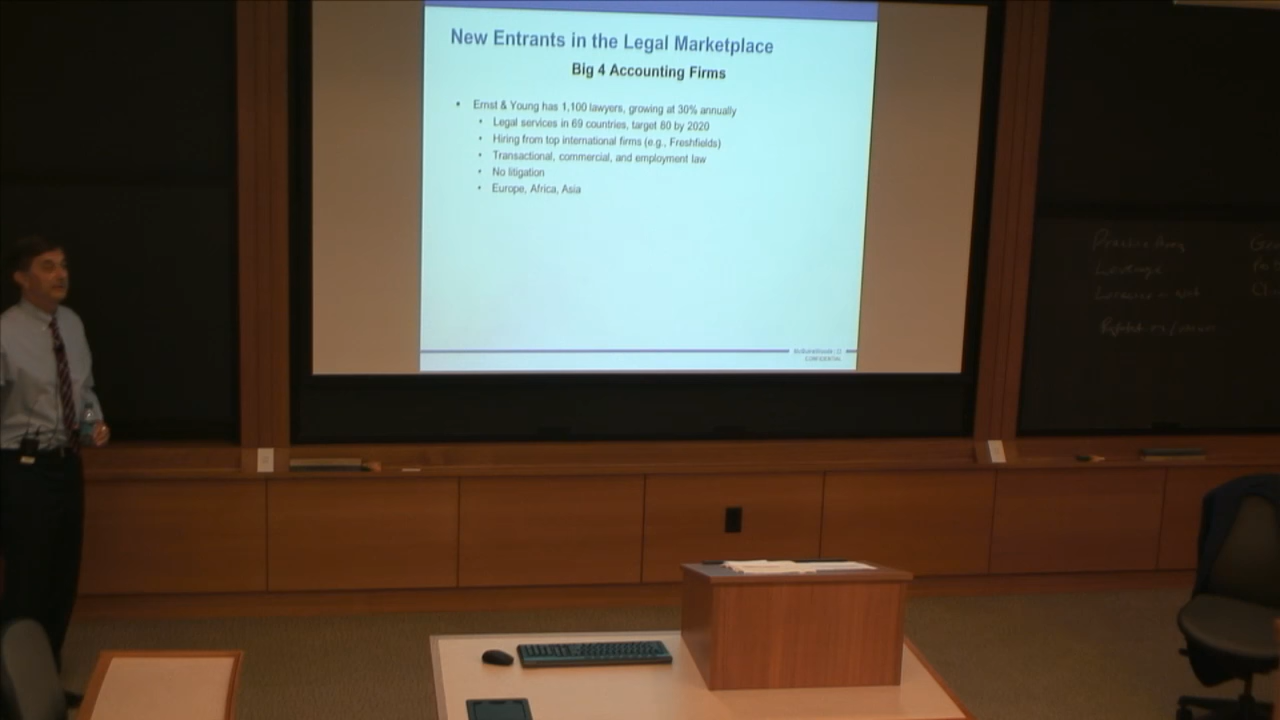 New Entrants in the Legal Marketplace
Big 4 Accounting Firms
• Ernst & Young has 1,100 lawyers, growing at 30% annually
• Legal services in 69 countries, target 80 by 2020
• Hiring from top international firms (e.g., Freshfields)
• Transactional, commercial, and employment law
• No litigation
• Europe, Africa, Asia
CONFIDENTIAL
Leverage